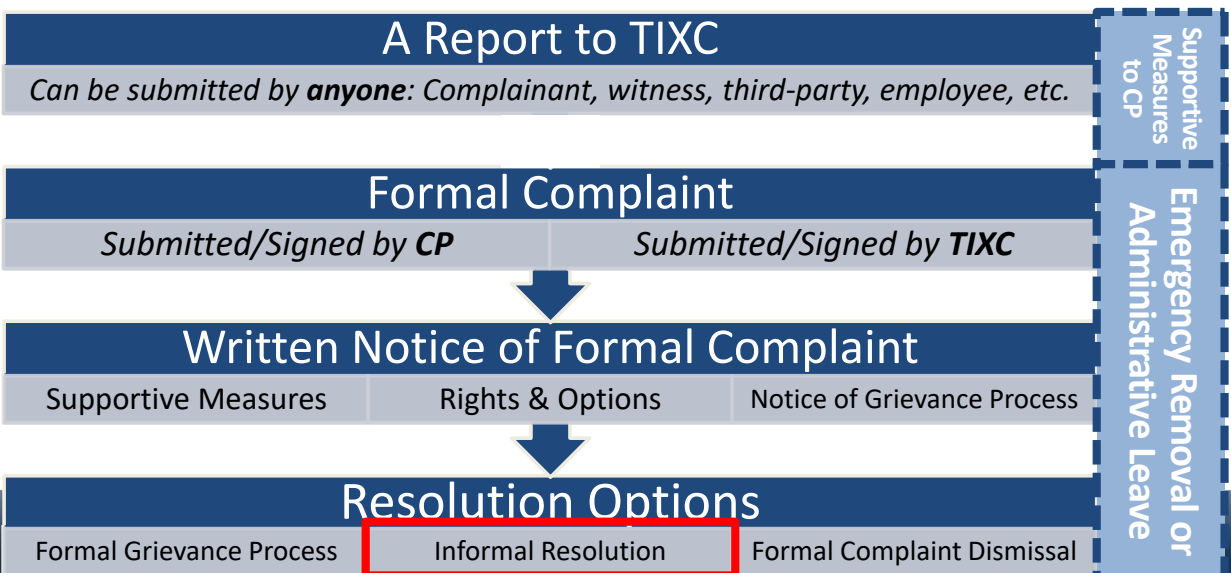 A Report to TIXC
Can be submitted by anyone: Complainant, witness, third-party, employee, etc.
Formal Complaint
Submitted/Signed by CP
Submitted/Signed by TIXC
Written Notice of Formal Complaint
Supportive Measures
Rights & Options
Notice of Grievance Process
Resolution Options
Formal Grievance Process
Informal Resolution
Formal Complaint Dismissal
Supportive
Measures
to CP
Emergency Removal or
Administrative Leave